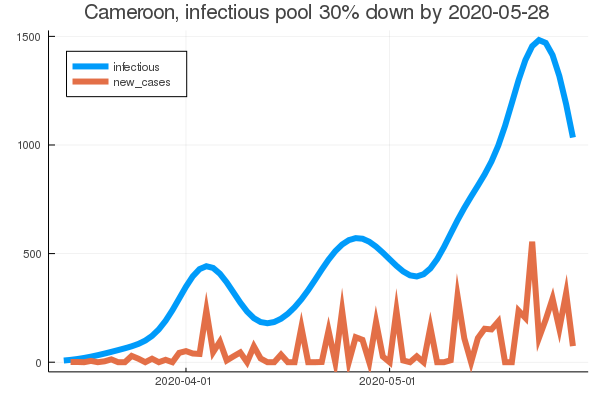 Cameroon, infectious pool 30% down by 2020-05-28
1500
infectious
new_cases
1000
500
0
2020-04-01
2020-05-01